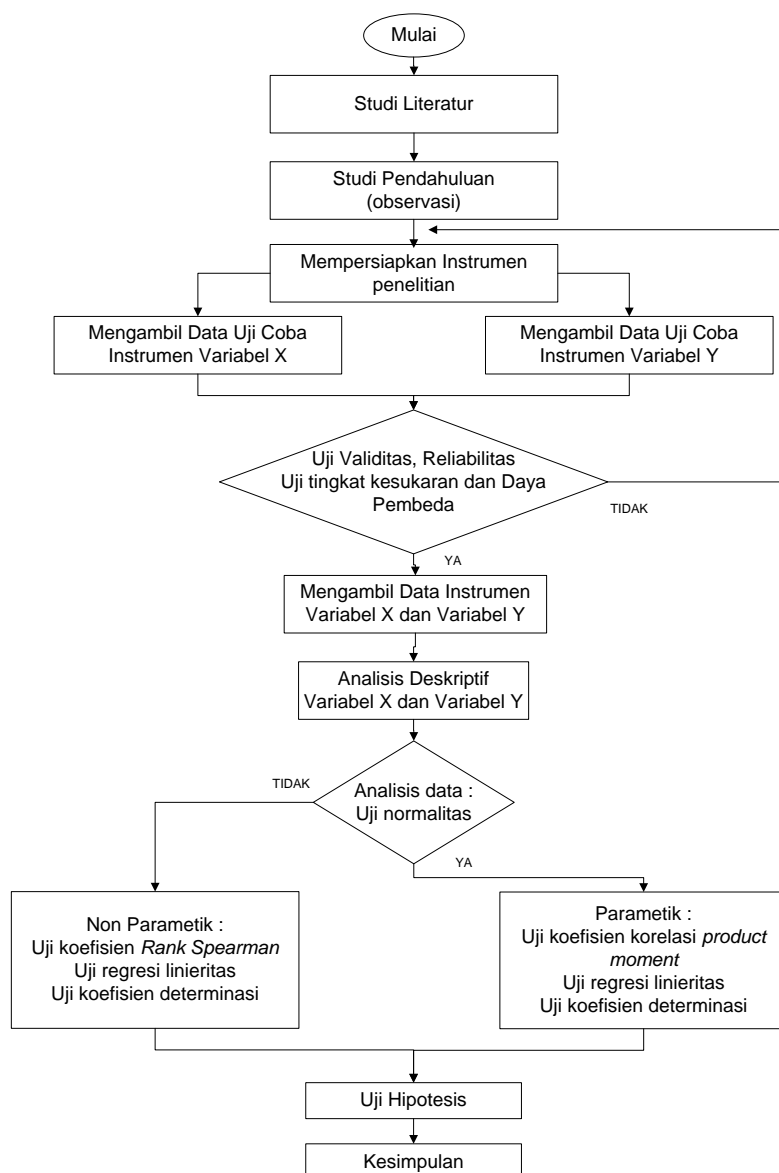 Mulai
Studi Literatur
Studi Pendahuluan
(observasi)
Mempersiapkan Instrumen
penelitian
Mengambil Data Uji Coba
Instrumen Variabel X
Mengambil Data Uji Coba
Instrumen Variabel Y
Uji Validitas, Reliabilitas
Uji tingkat kesukaran dan Daya
Pembeda
TIDAK
YA
Mengambil Data Instrumen
Variabel X dan Variabel Y
Analisis Deskriptif
Variabel X dan Variabel Y
TIDAK
Analisis data :
Uji normalitas
YA
Non Parametik :
Uji koefisien Rank Spearman
Uji regresi linieritas
Uji koefisien determinasi
Parametik :
Uji koefisien korelasi product
moment
Uji regresi linieritas
Uji koefisien determinasi
Uji Hipotesis
Kesimpulan